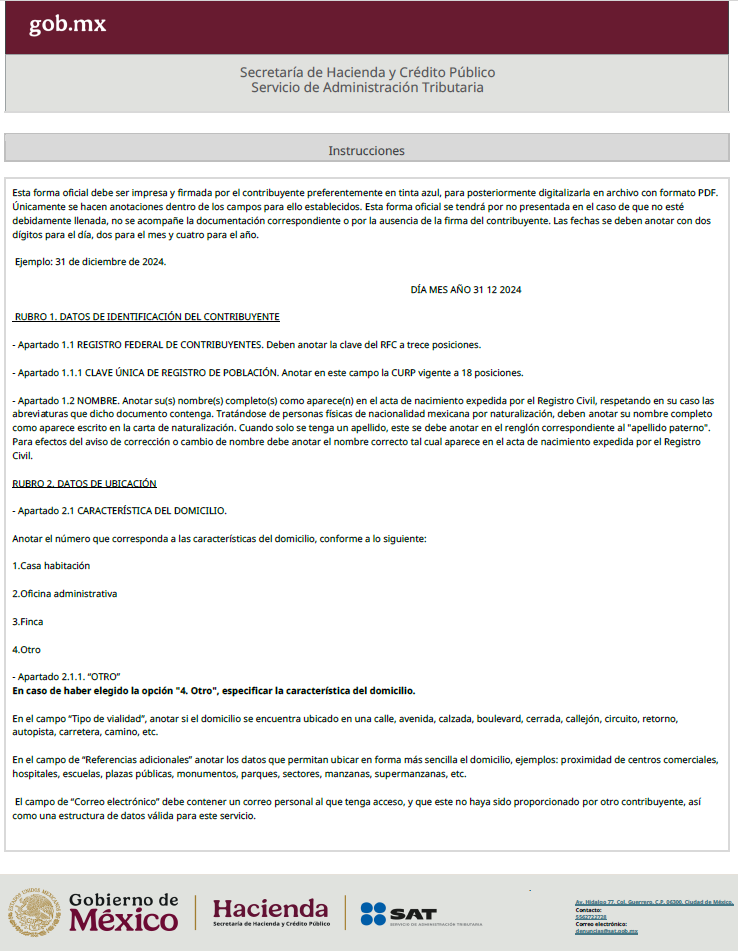 gob.mx
Secretaría de Hacienda y Crédito Público
Servicio de Administración Tributaria
Instrucciones
Esta forma oficial debe ser impresa y firmada por el contribuyente preferentemente en tinta azul, para posteriormente digitalizarla en archivo con formato PDF.
Únicamente se hacen anotaciones dentro de los campos para ello establecidos. Esta forma oficial se tendrá por no presentada en el caso de que no esté
debidamente llenada, no se acompañe la documentación correspondiente o por la ausencia de la firma del contribuyente. Las fechas se deben anotar con dos
dígitos para el día, dos para el mes y cuatro para el año.
Ejemplo: 31 de diciembre de 2024.
DÍA MES AÑO 31 12 2024
RUBRO 1. DATOS DE IDENTIFICACIÓN DEL CONTRIBUYENTE
- Apartado 1.1 REGISTRO FEDERAL DE CONTRIBUYENTES. Deben anotar la clave del RFC a trece posiciones.
- Apartado 1.1.1 CLAVE ÚNICA DE REGISTRO DE POBLACIÓN. Anotar en este campo la CURP vigente a 18 posiciones.
- Apartado 1.2 NOMBRE. Anotar su(s) nombre(s) completo(s) como aparece(n) en el acta de nacimiento expedida por el Registro Civil, respetando en su caso las
abreviaturas que dicho documento contenga. Tratándose de personas físicas de nacionalidad mexicana por naturalización, deben anotar su nombre completo
como aparece escrito en la carta de naturalización. Cuando solo se tenga un apellido, este se debe anotar en el renglón correspondiente al "apellido paterno".
Para efectos del aviso de corrección o cambio de nombre debe anotar el nombre correcto tal cual aparece en el acta de nacimiento expedida por el Registro
Civil.
RUBRO 2. DATOS DE UBICACIÓN
- Apartado 2.1 CARACTERÍSTICA DEL DOMICILIO.
Anotar el número que corresponda a las características del domicilio, conforme a lo siguiente:
1.Casa habitación
2.Oficina administrativa
3.Finca
4.Otro
- Apartado 2.1.1. “OTRO”
En caso de haber elegido la opción "4. Otro", especificar la característica del domicilio.
En el campo “Tipo de vialidad”, anotar si el domicilio se encuentra ubicado en una calle, avenida, calzada, boulevard, cerrada, callejón, circuito, retorno,
autopista, carretera, camino, etc.
En el campo de “Referencias adicionales” anotar los datos que permitan ubicar en forma más sencilla el domicilio, ejemplos: proximidad de centros comerciales,
hospitales, escuelas, plazas públicas, monumentos, parques, sectores, manzanas, supermanzanas, etc.
El campo de “Correo electrónico” debe contener un correo personal al que tenga acceso, y que este no haya sido proporcionado por otro contribuyente, así
como una estructura de datos válida para este servicio.
Gobierno de
México
Hacienda
Secretaría de Hacienda y Crédito Público
SAT
SERVICIO DE ADMINISTRACIÓN TRIBUTARIA
Av. Hidalgo 77, Col. Guerrero, C.P. 06300, Ciudad de México.
Contacto:
5562722728
Correo electrónico:
denuncias@sat.gob.mx